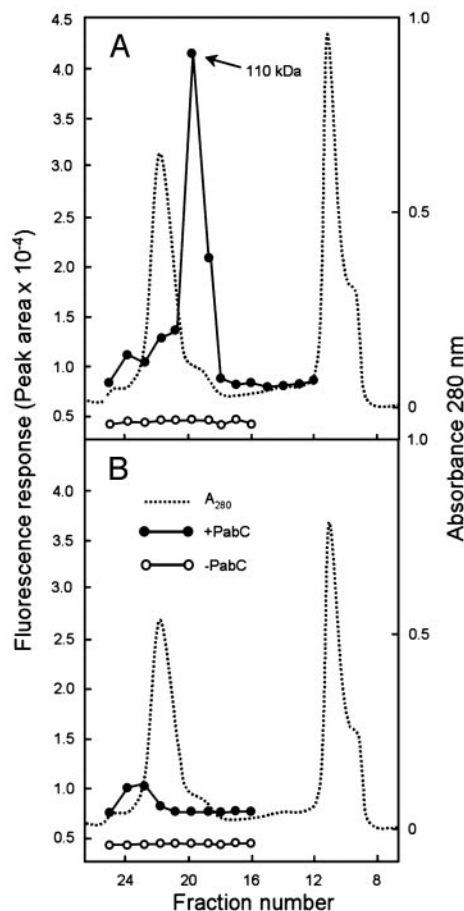 A
110 kDa
4.5
4.0
3.5
3.0
2.5
2.0
1.5
1.0
0.5
1.0
0.5
0
B
A280
+PabC
-PabC
4.0
3.5
3.0
2.5
2.0
1.5
1.0
0.5
1.0
0.5
0
24 20 16 12 8
Fraction number
Fluorescence response (Peak area x 10-4)
Absorbance 280 nm